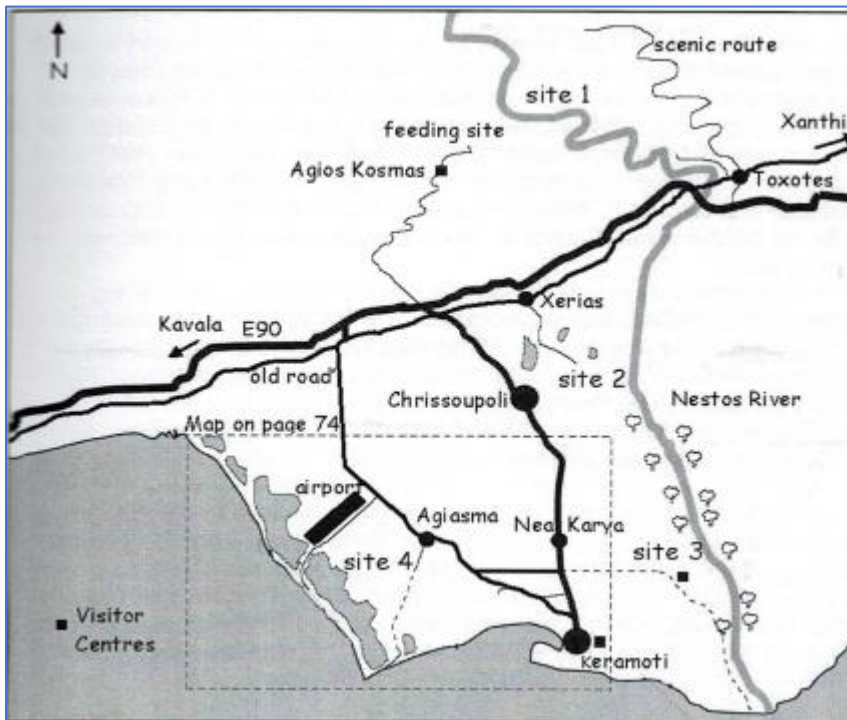 N
scenic route
site 1
Xanthi
feeding site
Agios Kosmas
Toxotes
Xerias
Kavala
E90
old road
site 2
Chrissoupoli
Nestos River
Map on page 74
airport
Agiasma
Nea Karya
site 3
site 4
Visitor
Centres
Keramoti